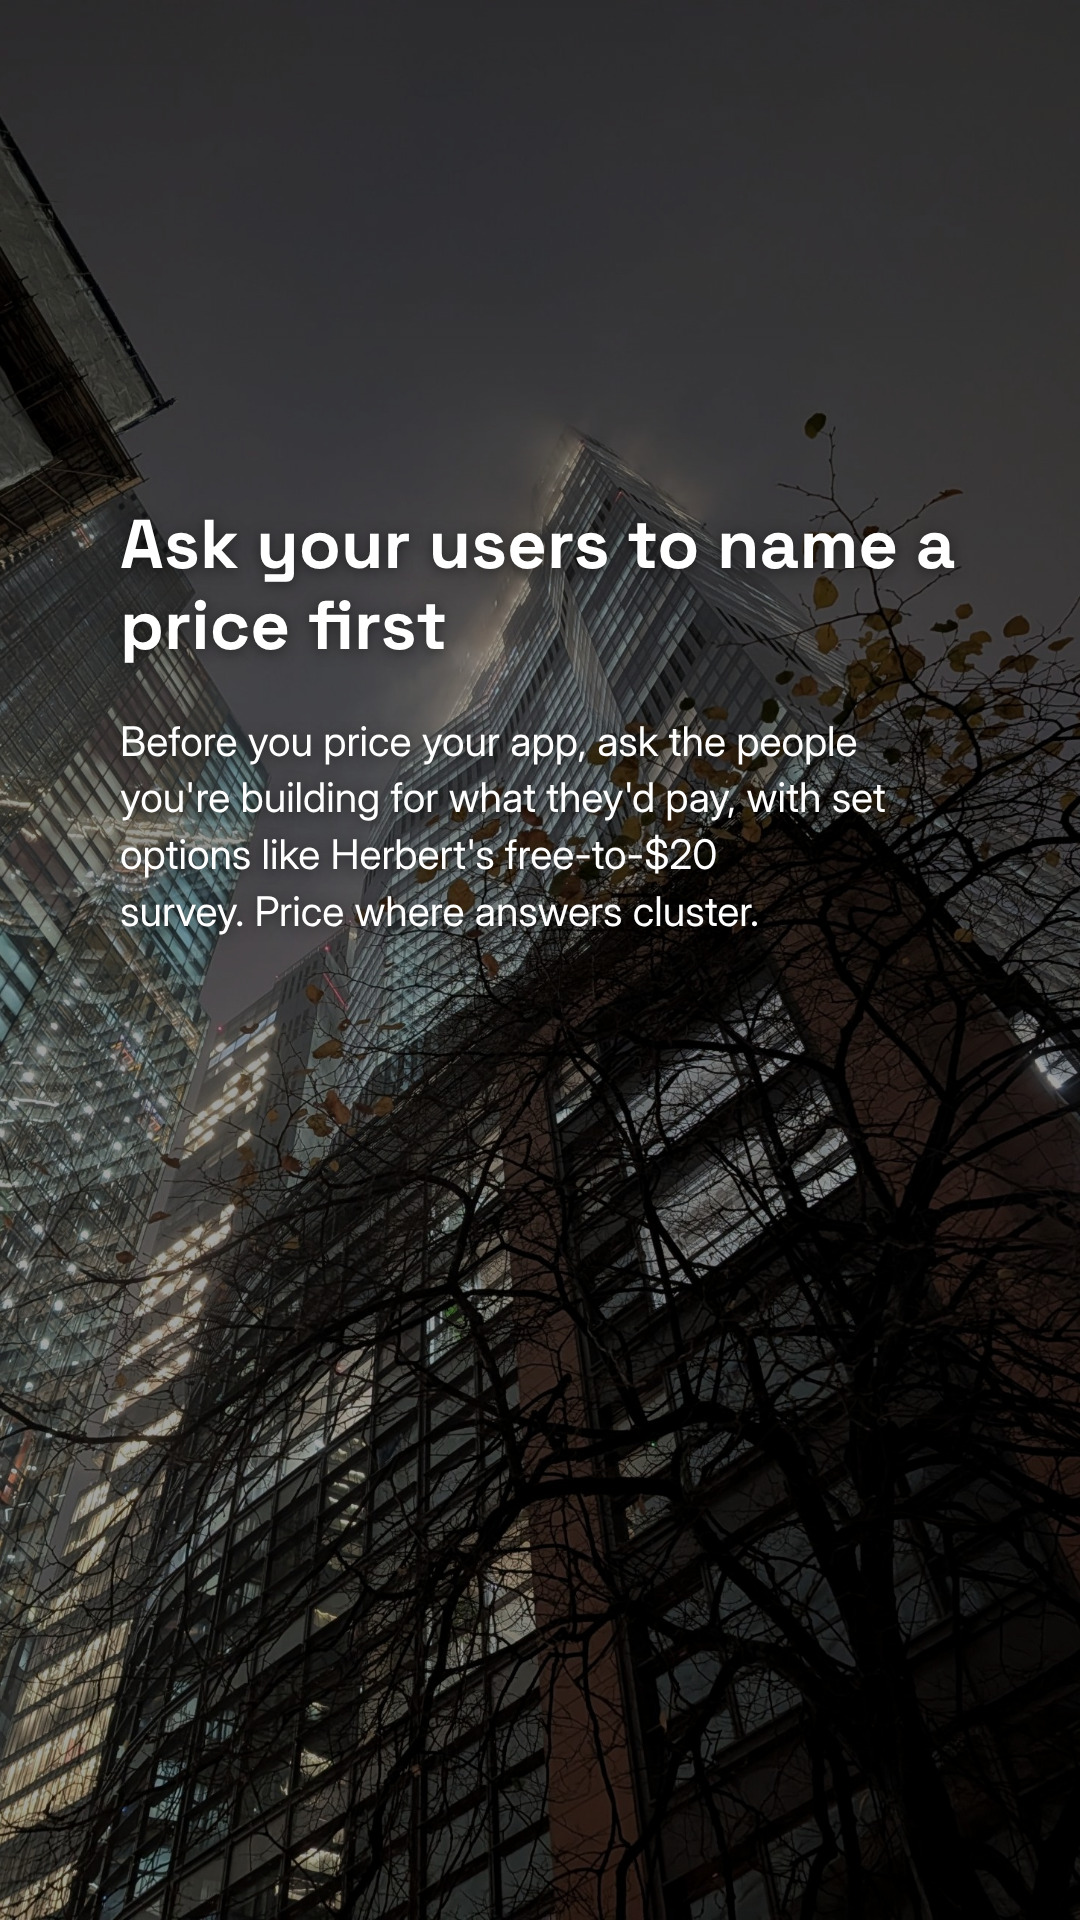 Ask your users to name a
price first
Before you price your app, ask the people
you're building for what they'd pay, with set
options like Herbert's free-to-$20
survey. Price where answers cluster.